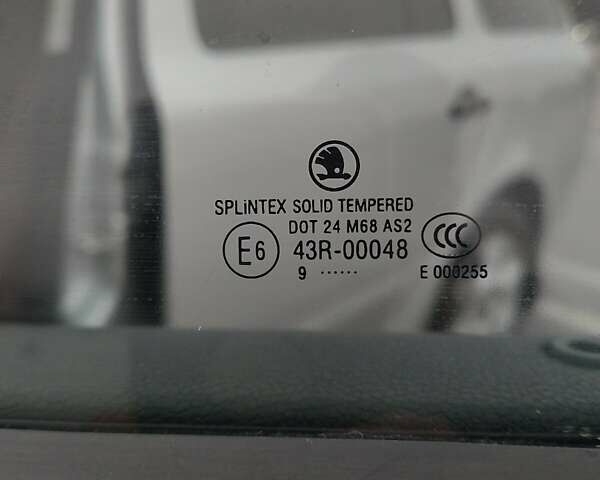 SPLiNTEX SOLID TEMPERED
DOT 24 M68 AS2
E6 43R-00048 CCC
9 ...... E 000255